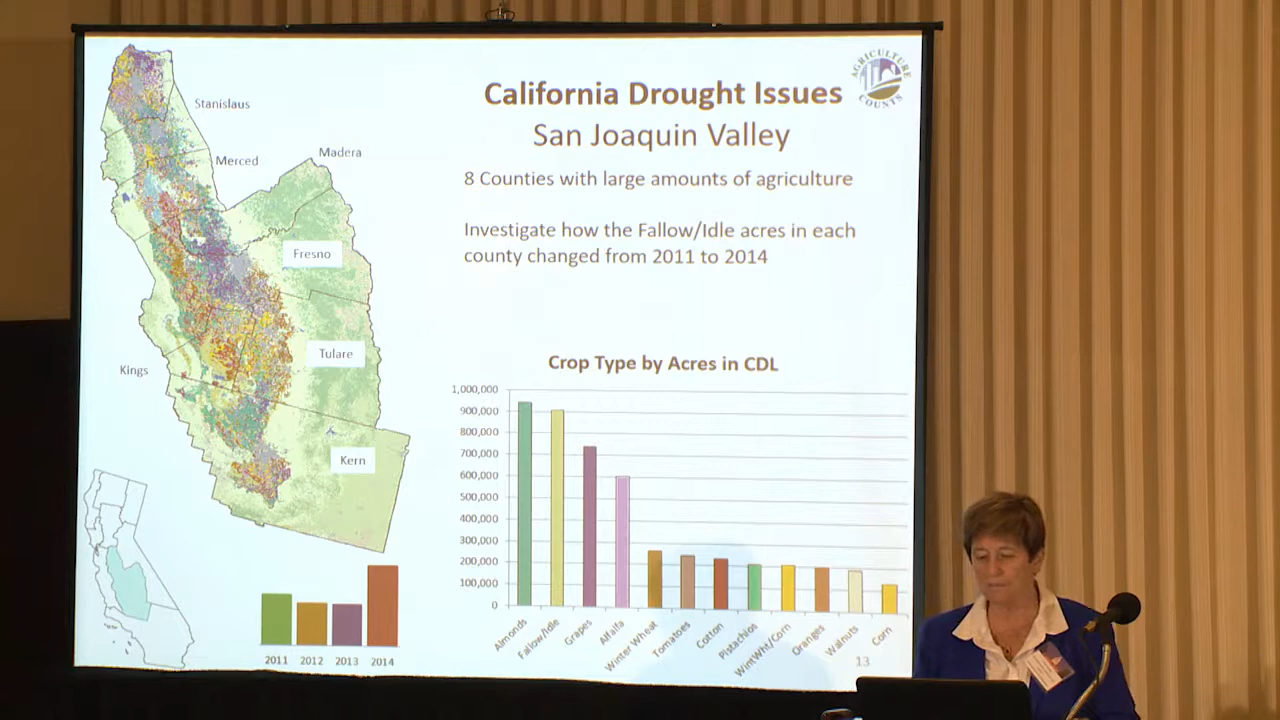 California Drought Issues
San Joaquin Valley
AGRICULTURE
COUNTS
8 Counties with large amounts of agriculture
Investigate how the Fallow/Idle acres in each
county changed from 2011 to 2014
Stanislaus
Merced
Madera
Fresno
Tulare
Kings
Kern
2011
2012
2013
2014
Crop Type by Acres in CDL
1,000,000
900,000
800,000
700,000
600,000
500,000
400,000
300,000
200,000
100,000
0
Almonds
Fallow/Idle
Grapes
Alfalfa
Winter Wheat
Tomatoes
Cotton
Pistachios
WintWht/Corn
Oranges
Walnuts
Corn
13